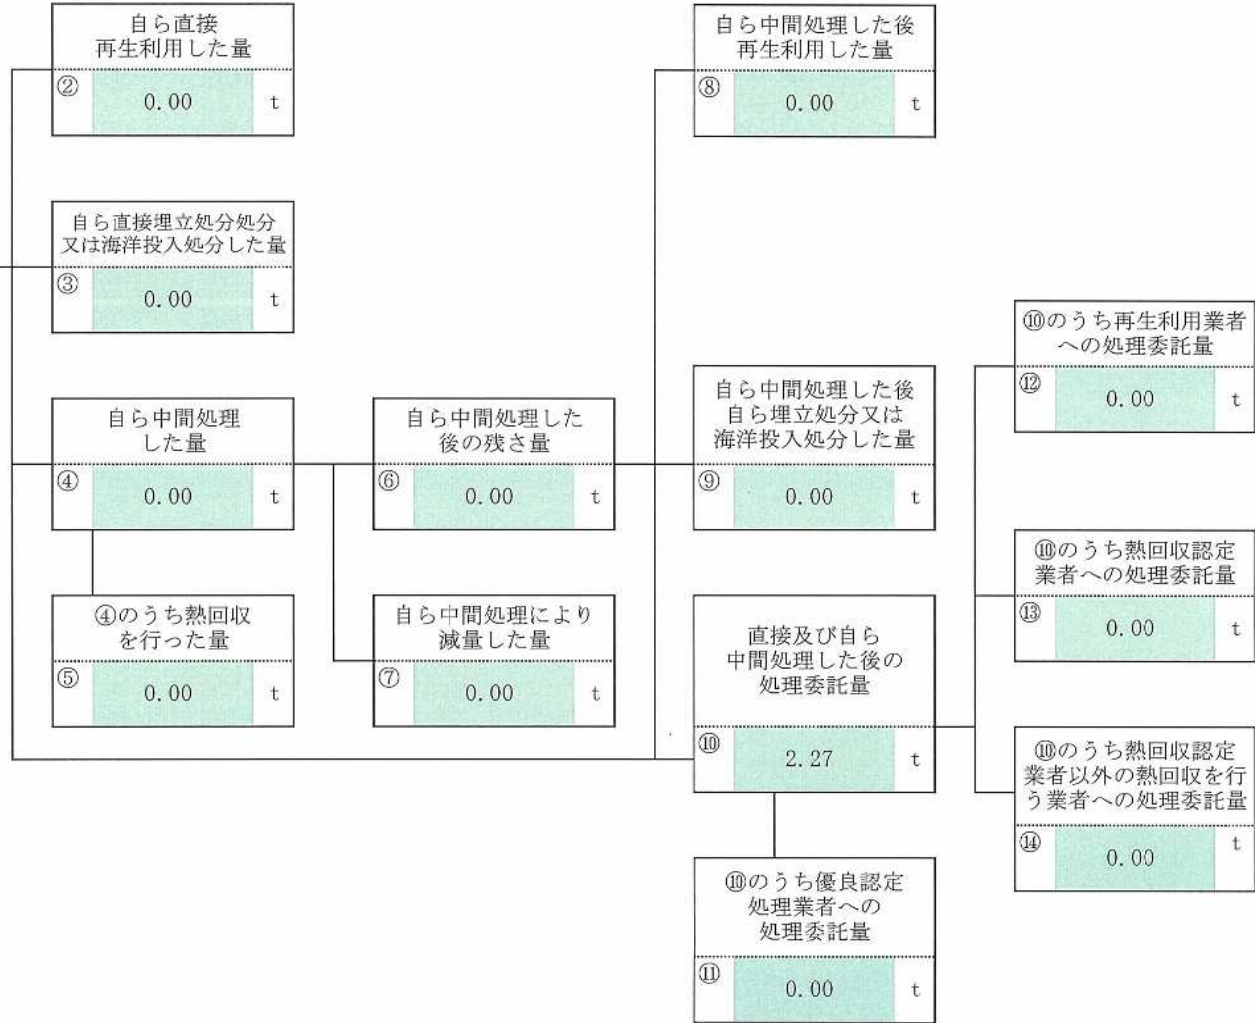 自ら直接
再生利用した量
② 0.00 t
自ら中間処理した後
再生利用した量
⑧ 0.00 t
自ら直接埋立処分処分
又は海洋投入処分した量
③ 0.00 t
⑩のうち再生利用業者
への処理委託量
⑫ 0.00 t
自ら中間処理
した量
④ 0.00 t
自ら中間処理した
後の残さ量
⑥ 0.00 t
自ら中間処理した後
自ら埋立処分又は
海洋投入処分した量
⑨ 0.00 t
⑩のうち熱回収認定
業者への処理委託量
⑬ 0.00 t
④のうち熱回収
を行った量
⑤ 0.00 t
自ら中間処理により
減量した量
⑦ 0.00 t
直接及び自ら
中間処理した後の
処理委託量
⑩ 2.27 t
⑩のうち熱回収認定
業者以外の熱回収を行
う業者への処理委託量
⑭ 0.00 t
⑩のうち優良認定
処理業者への
処理委託量
⑪ 0.00 t